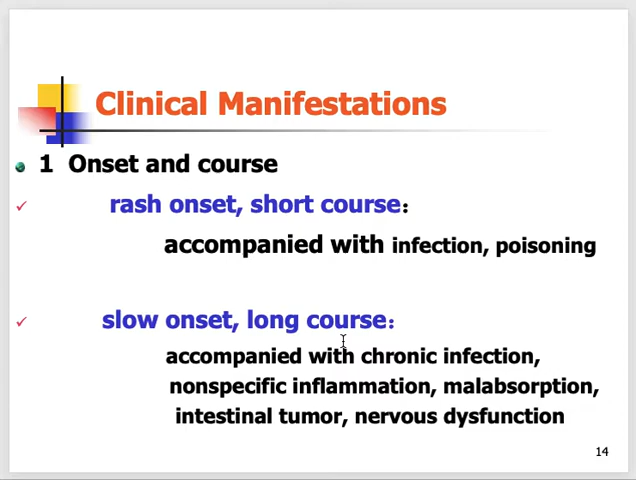 Clinical Manifestations
1 Onset and course
rash onset, short course：
accompanied with infection, poisoning
slow onset, long course：
accompanied with chronic infection,
nonspecific inflammation, malabsorption,
intestinal tumor, nervous dysfunction
14